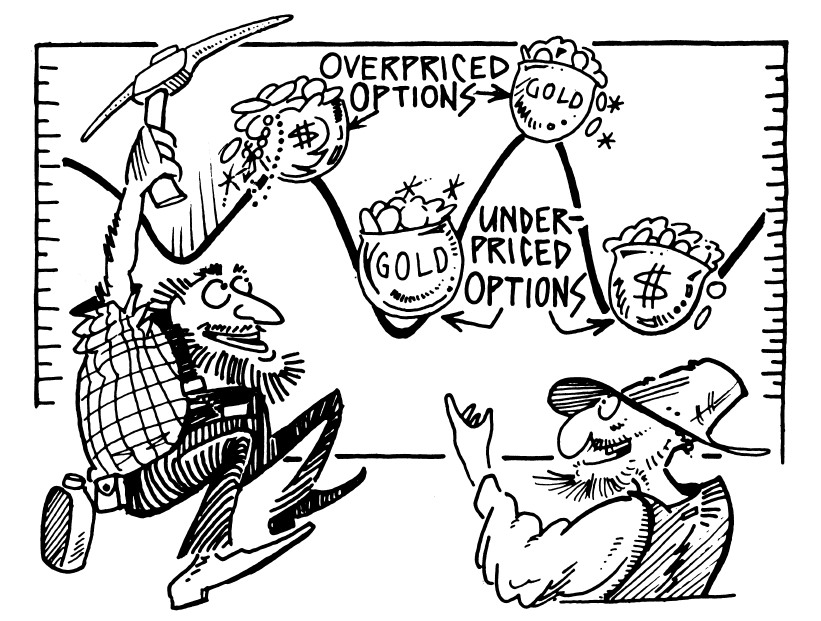 OVERPRICED
OPTIONS
$
GOLD
GOLD
UNDER-
PRICED
OPTIONS
$